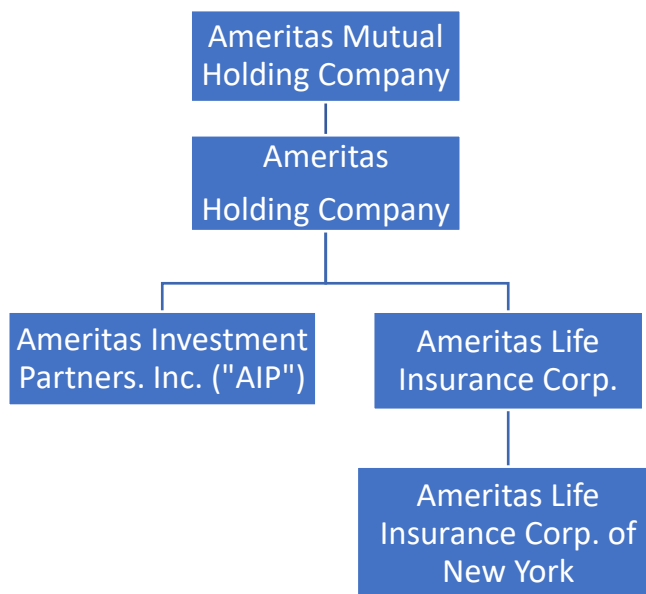 Ameritas Mutual
Holding Company
Ameritas
Holding Company
Ameritas Investment
Partners. Inc. ("AIP")
Ameritas Life
Insurance Corp.
Ameritas Life
Insurance Corp. of
New York